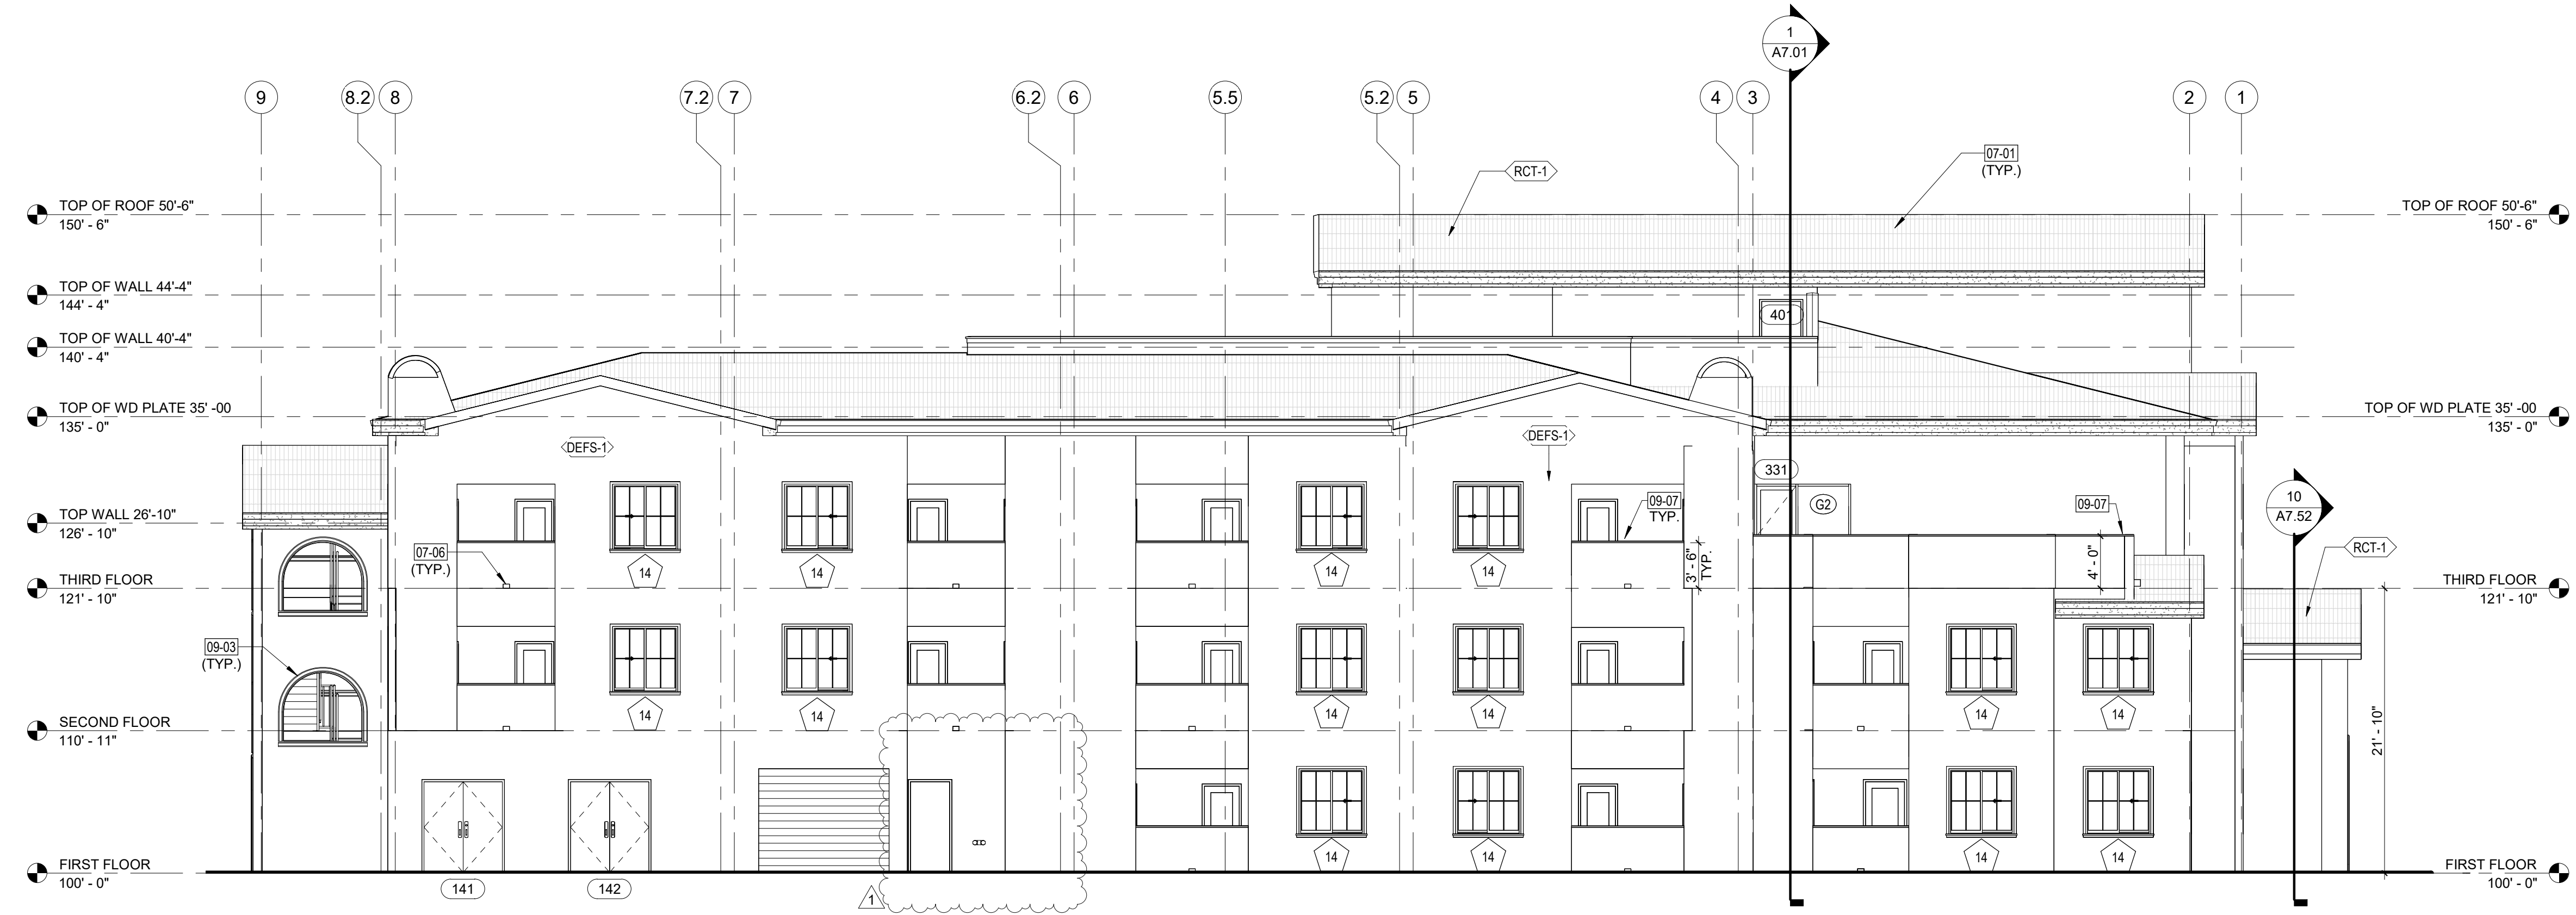 1
A7.01
9
8.2
8
7.2
7
6.2
6
5.5
5.2
5
4
3
2
1
RCT-1
07-01
(TYP.)
TOP OF ROOF 50'-6"
150' - 6"
TOP OF ROOF 50'-6"
150' - 6"
TOP OF WALL 44'-4"
144' - 4"
401
TOP OF WALL 40'-4"
140' - 4"
TOP OF WD PLATE 35' -00
135' - 0"
TOP OF WD PLATE 35' -00
135' - 0"
DEFS-1
DEFS-1
331
TOP WALL 26'-10"
126' - 10"
09-07
TYP.
G2
09-07
10
A7.52
07-06
(TYP.)
RCT-1
3' - 6"
TYP.
4' - 0"
14
14
14
14
THIRD FLOOR
121' - 10"
THIRD FLOOR
121' - 10"
09-03
(TYP.)
14
14
14
14
14
14
SECOND FLOOR
110' - 11"
21' - 10"
14
14
14
14
FIRST FLOOR
100' - 0"
141
142
1
FIRST FLOOR
100' - 0"